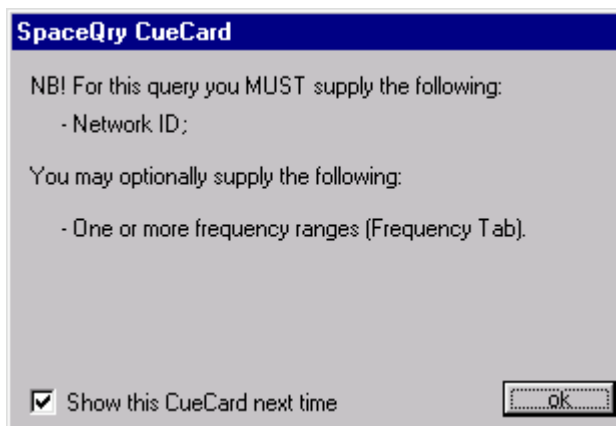 SpaceQry CueCard
NB! For this query you MUST supply the following:
- Network ID;
You may optionally supply the following:
- One or more frequency ranges (Frequency Tab).
Show this CueCard next time
ok